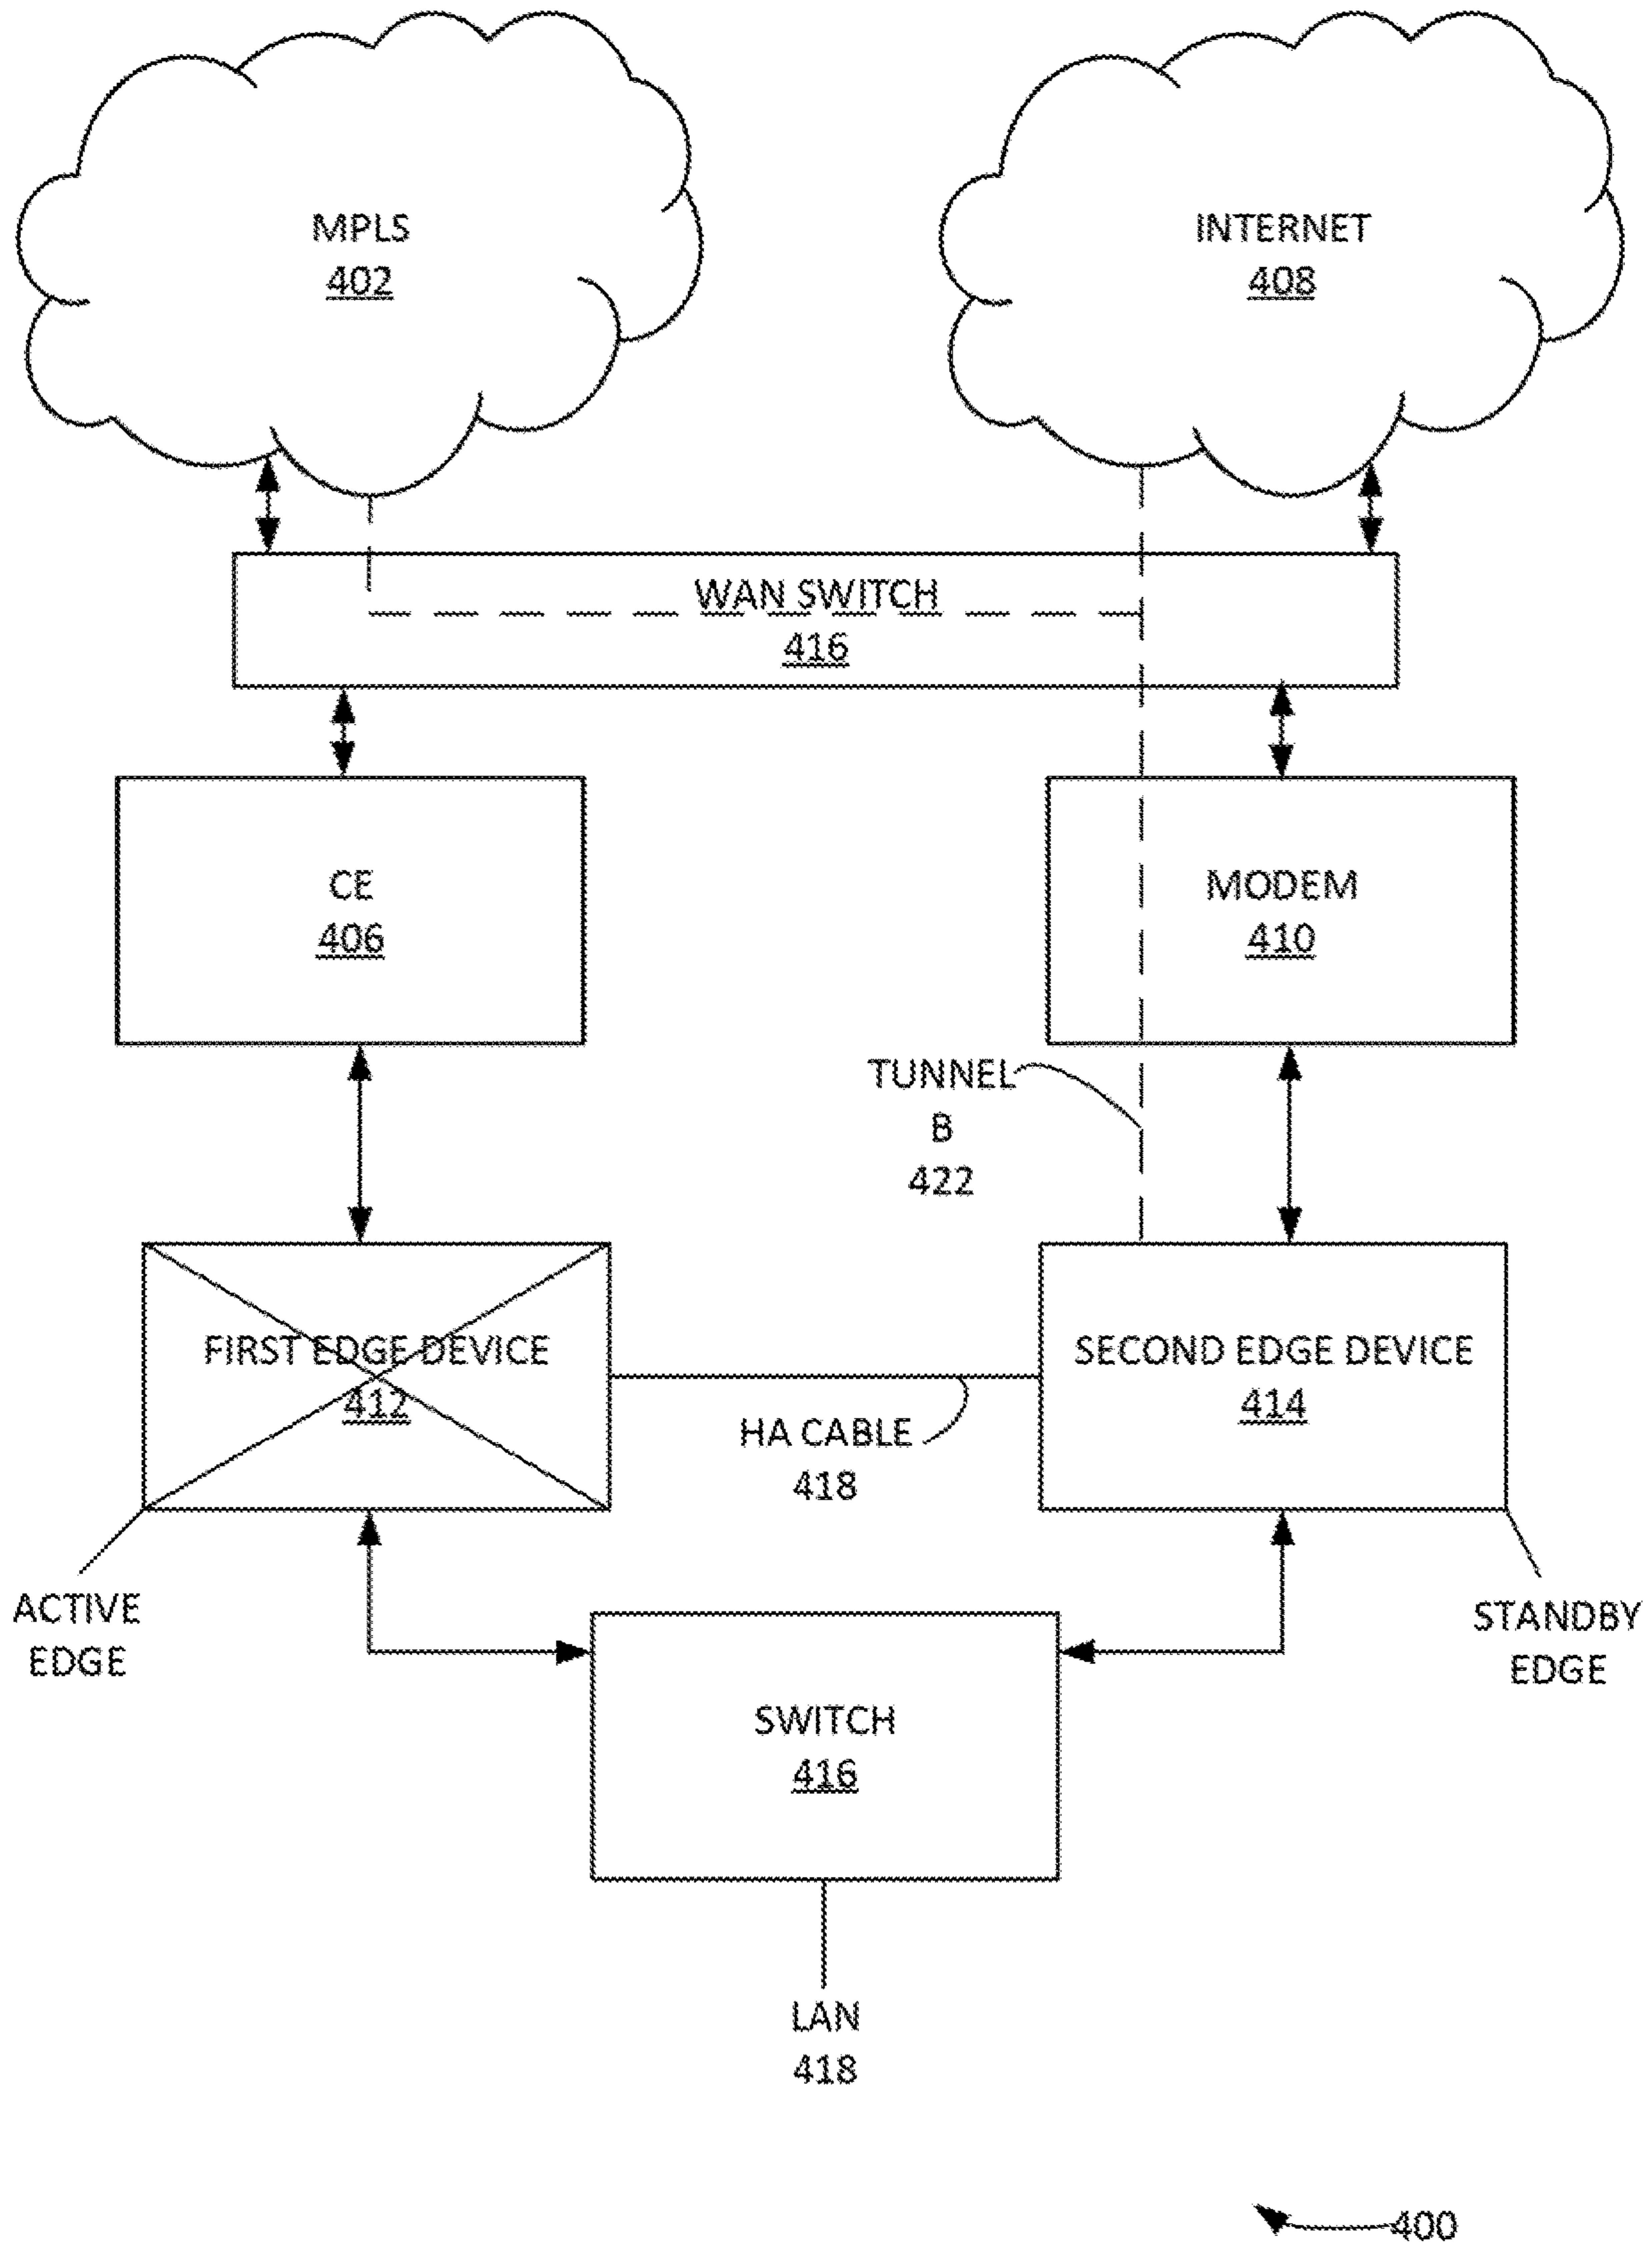 MPLS
402
INTERNET
408
WAN SWITCH
416
CE
406
MODEM
410
TUNNEL
B
422
FIRST EDGE DEVICE
412
SECOND EDGE DEVICE
414
HA CABLE
418
ACTIVE
EDGE
STANDBY
EDGE
SWITCH
416
LAN
418
400